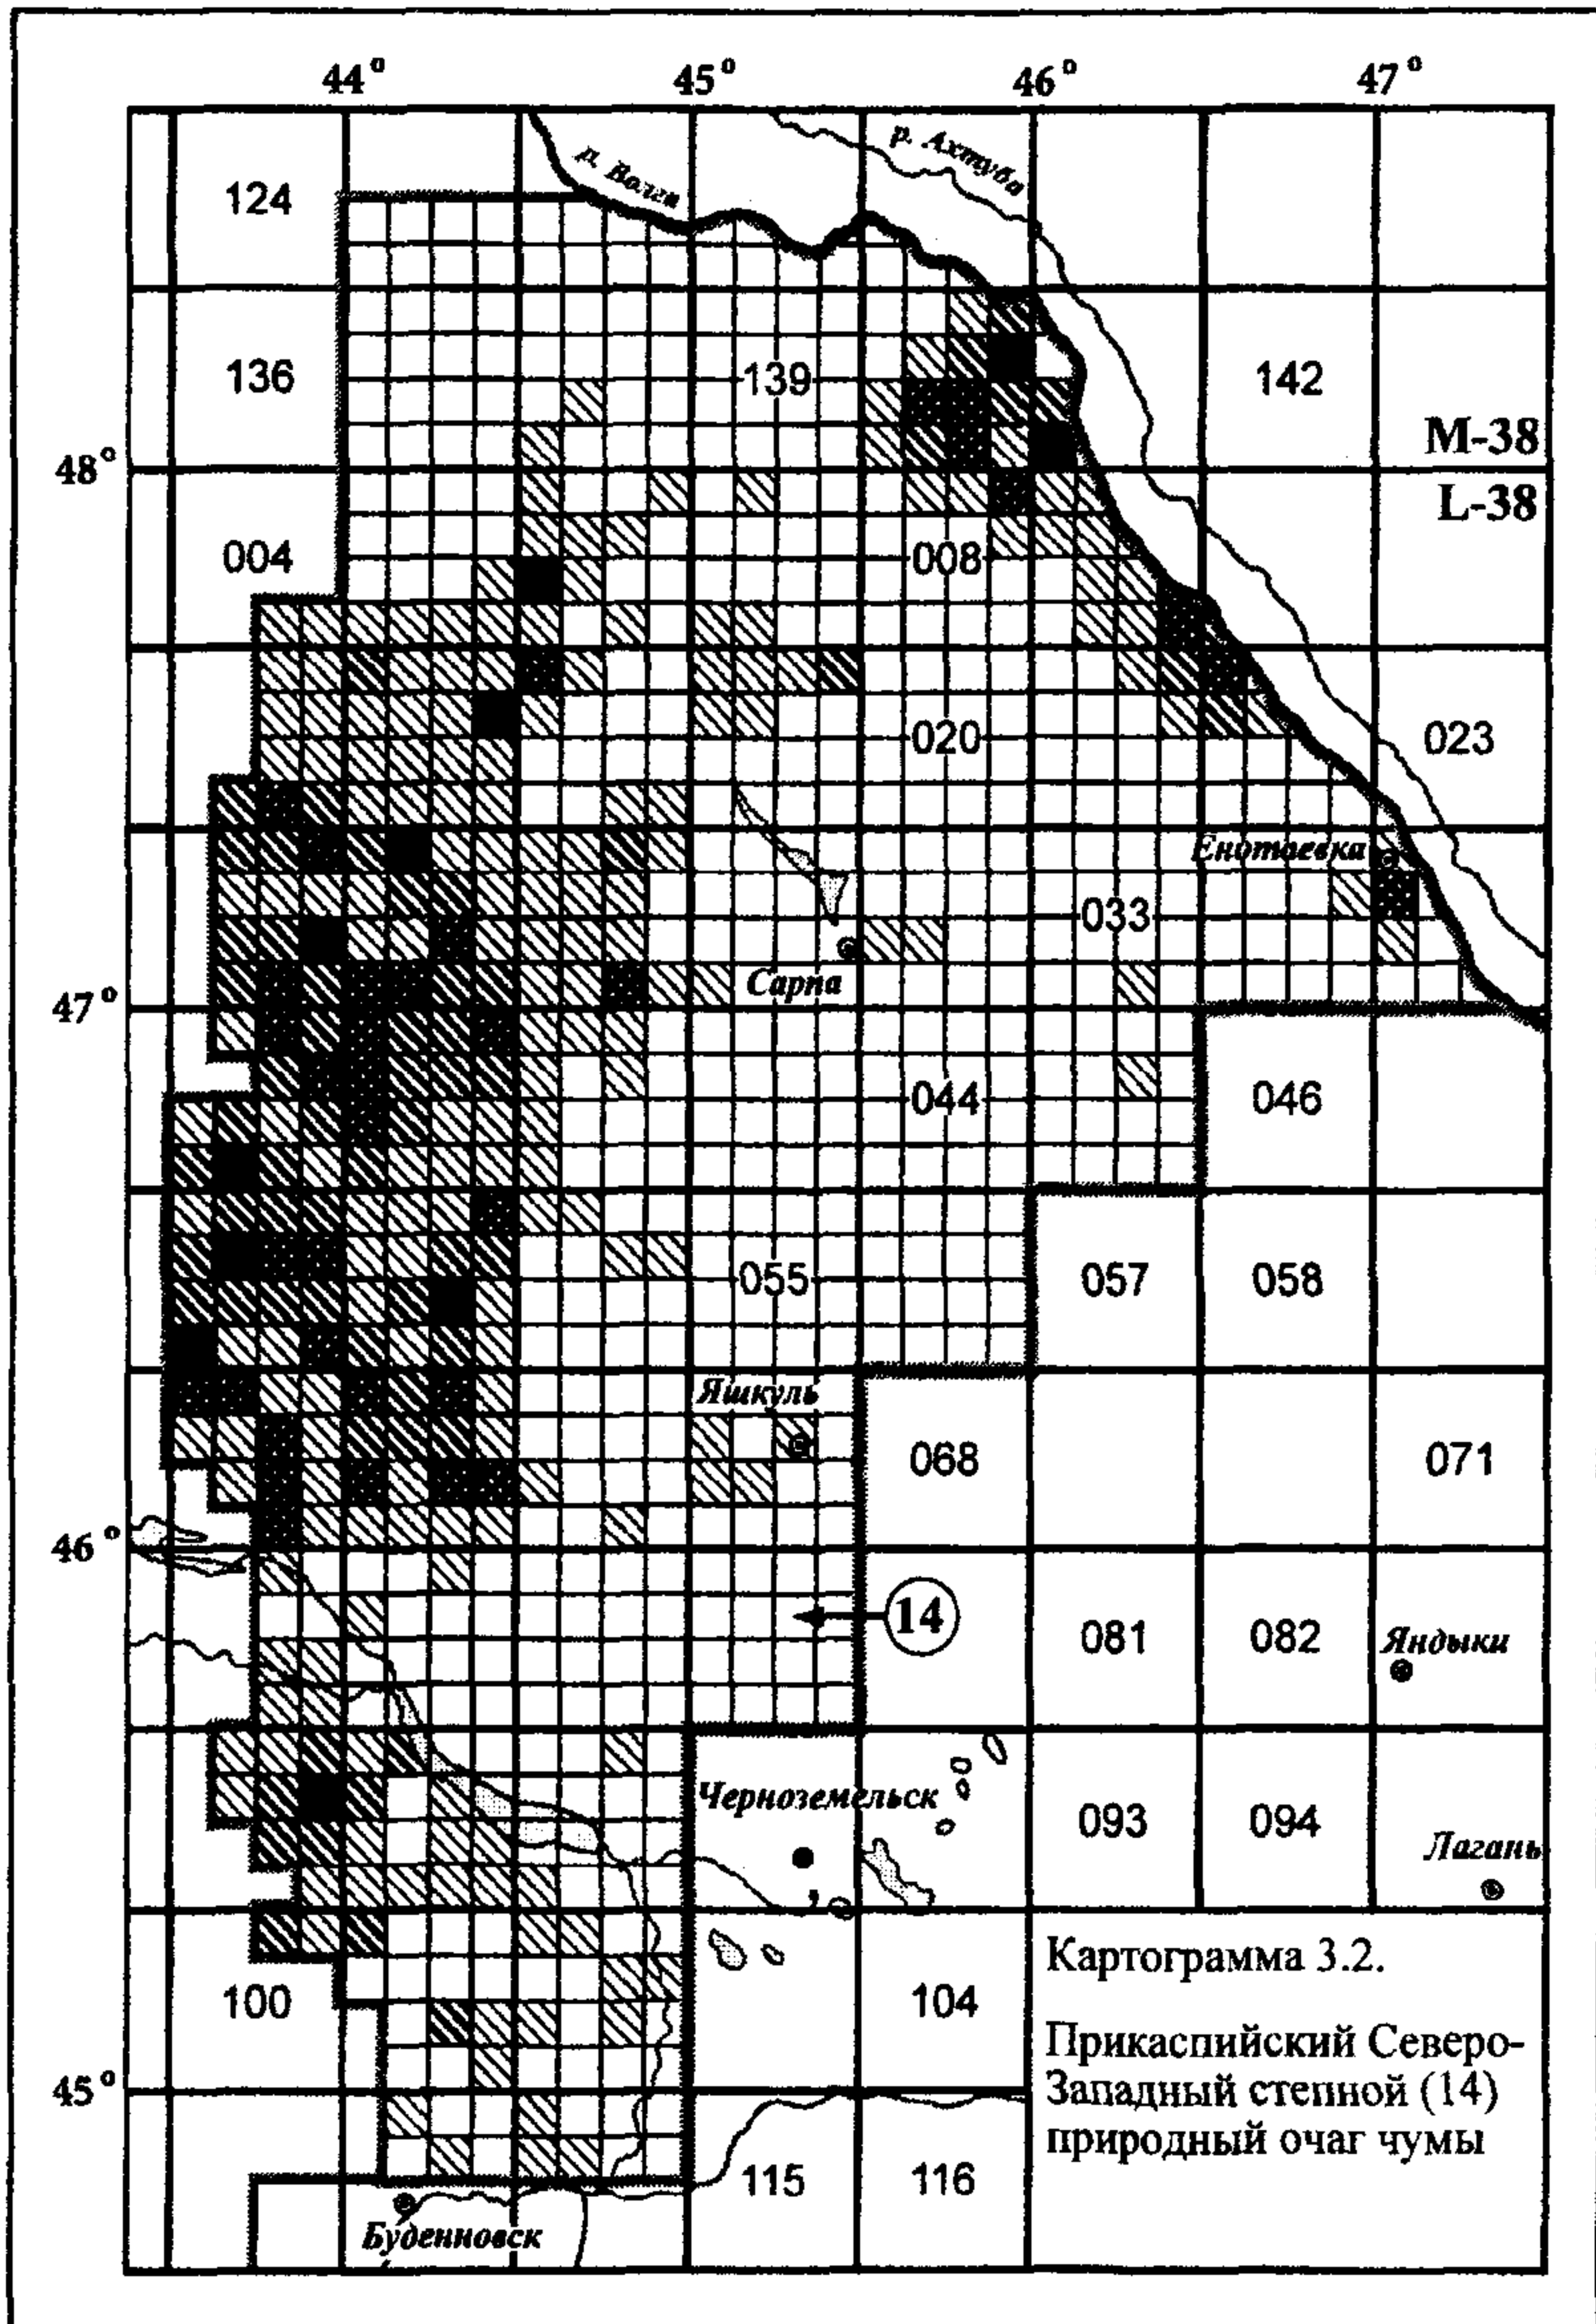 44° 45° 46° 47°
р. Волга
р. Ахтуба
124
136 139 142
М-38
48°
L-38
004 008
020 023
Енотаевка
033
Сарпа
47°
044 046
055 057 058
Яшкуль
068 071
46°
14
081 082 Яндыки
Черноземельск
093 094
Лагань
Картограмма 3.2.
100 104
Прикаспийский Северо-
Западный степной (14)
природный очаг чумы
45°
115 116
Буденновск